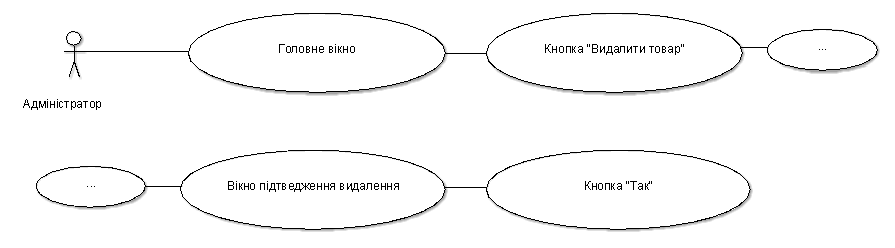 Головне вікно
Кнопка "Видалити товар"
...
Адміністратор
...
Вікно підтведження видалення
Кнопка "Так"